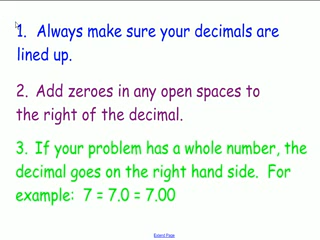 1. Always make sure your decimals are
lined up.
2. Add zeroes in any open spaces to
the right of the decimal.
3. If your problem has a whole number, the
decimal goes on the right hand side. For
example: 7 = 7.0 = 7.00
Extend Page